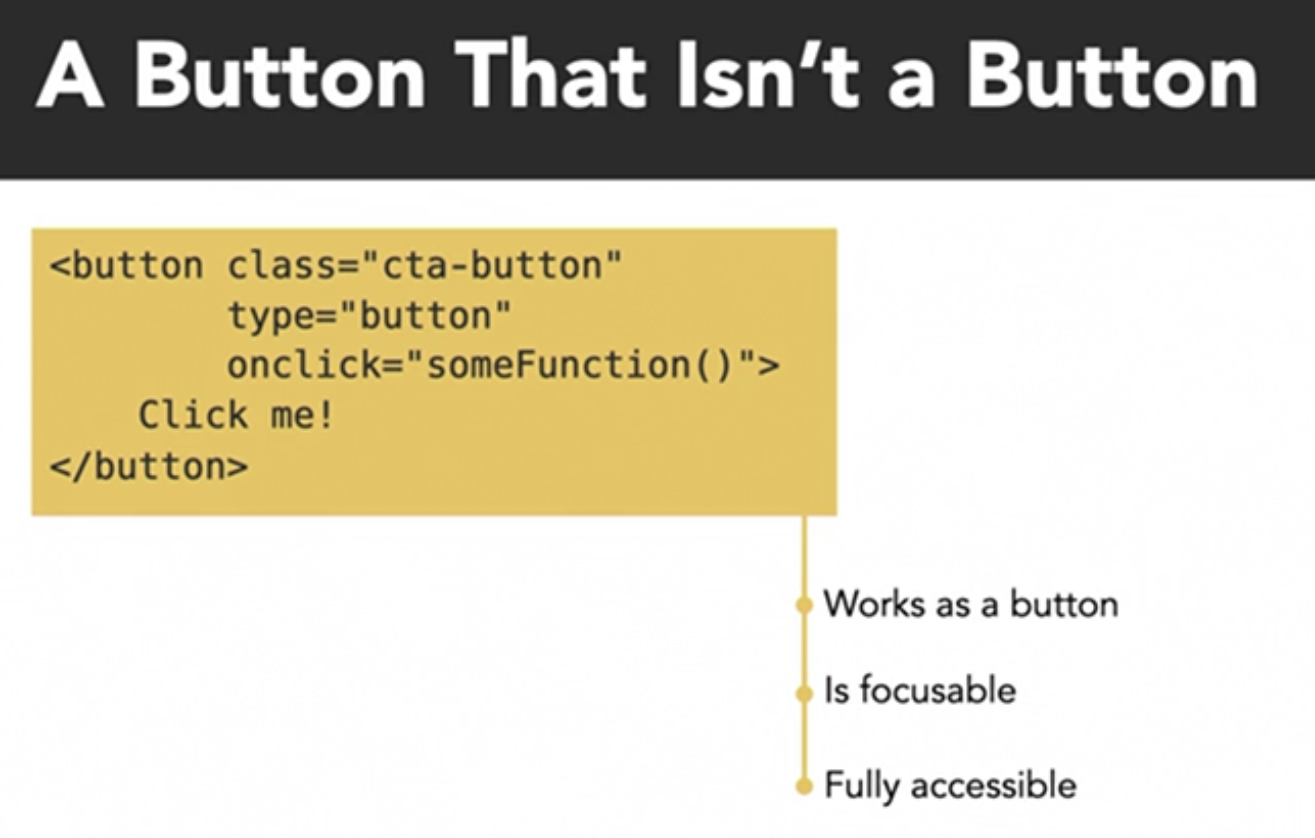 A Button That Isn’t a Button
<button class="cta-button"
type="button"
onclick="someFunction()">
Click me!
</button>
Works as a button
Is focusable
Fully accessible